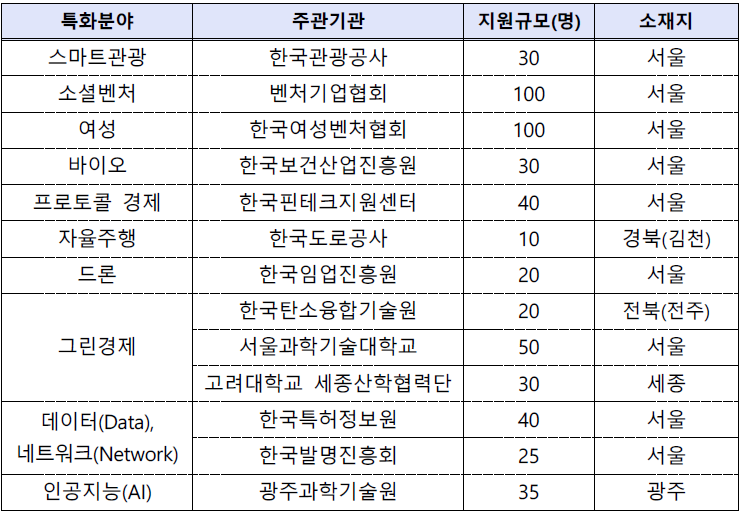 특화분야 주관기관 지원규모(명) 소재지
스마트관광 한국관광공사 30 서울
소셜벤처 벤처기업협회 100 서울
여성 한국여성벤처협회 100 서울
바이오 한국보건산업진흥원 30 서울
프로토콜 경제 한국핀테크지원센터 40 서울
자율주행 한국도로공사 10 경북(김천)
드론 한국임업진흥원 20 서울
그린경제 한국탄소융합기술원 20 전북(전주)
서울과학기술대학교 50 서울
고려대학교 세종산학협력단 30 세종
데이터(Data),
네트워크(Network)
한국특허정보원 40 서울
한국발명진흥회 25 서울
인공지능(AI) 광주과학기술원 35 광주